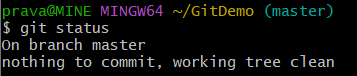 prava@MINE MINGW64 ~/GitDemo (master)
$ git status
On branch master
nothing to commit, working tree clean